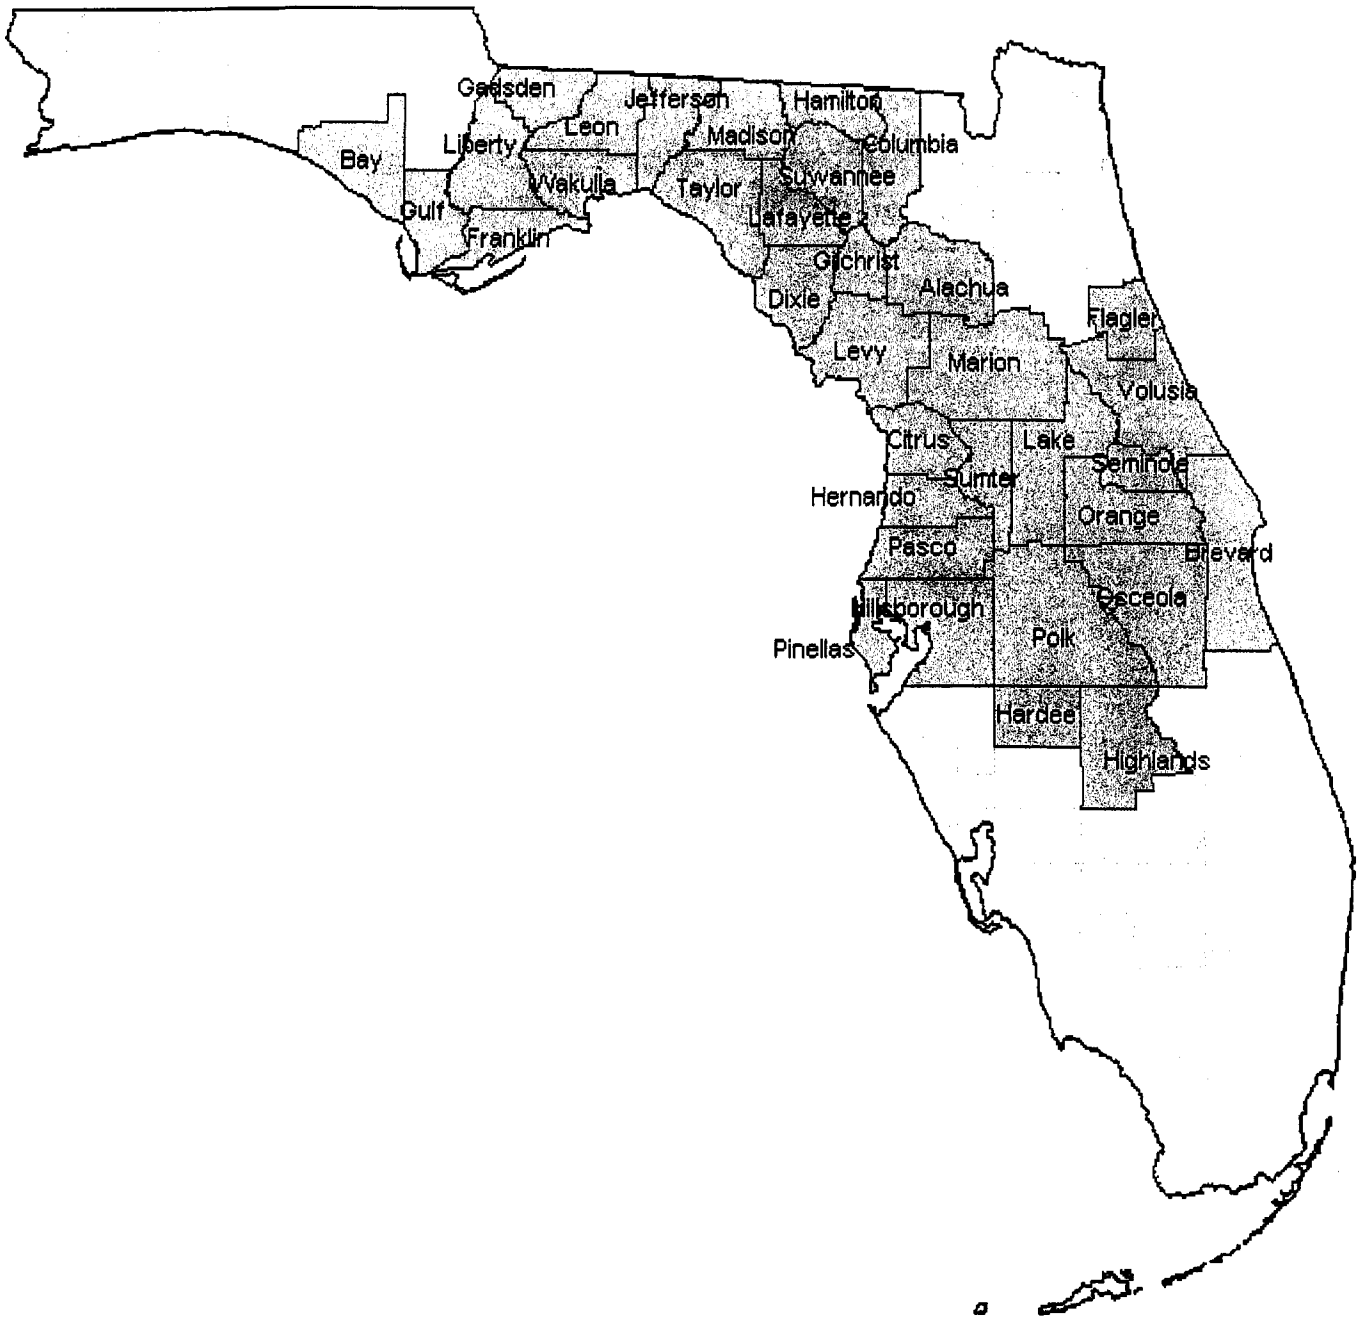 Gadsden
Jefferson
Hamilton
Leon
Madison
Liberty
Columbia
Bay
Wakulla
Taylor
Suwannee
Gulf
Lafayette
Franklin
Gilchrist
Alachua
Dixie
Flagler
Levy
Marion
Volusia
Citrus
Lake
Seminole
Sumter
Hernando
Orange
Pasco
Brevard
Hillsborough
Osceola
Polk
Pinellas
Hardee
Highlands